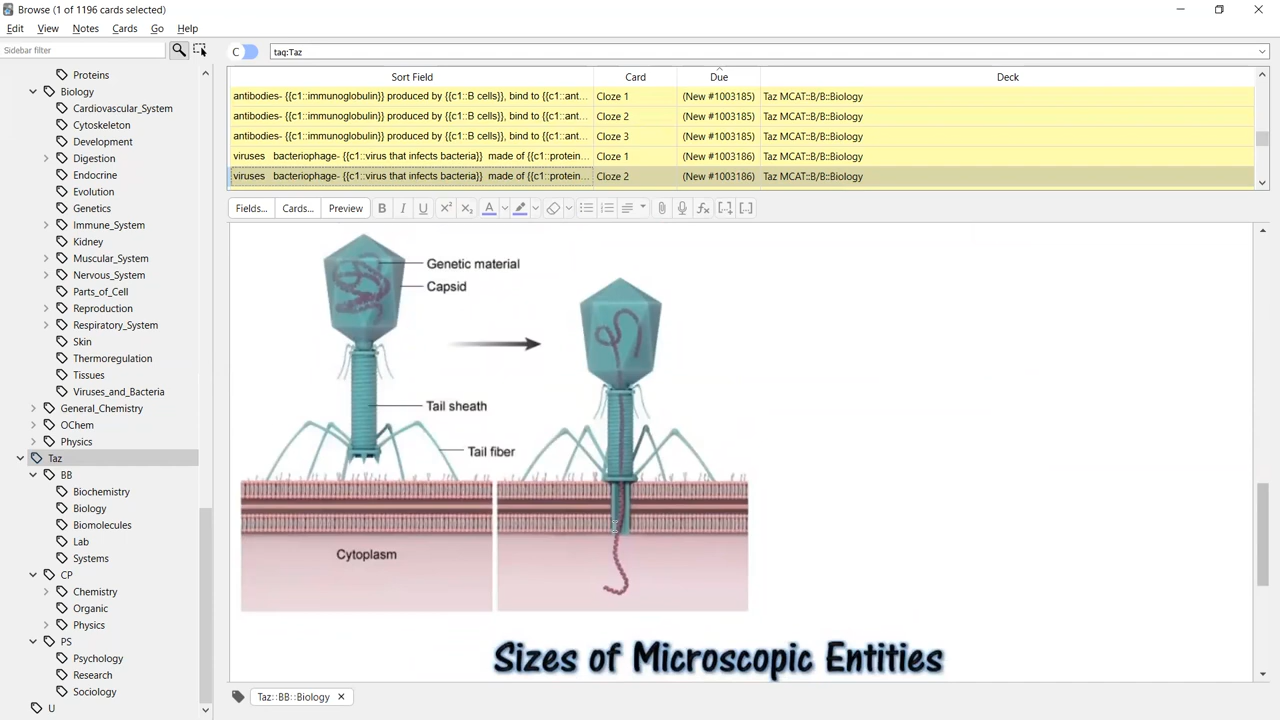 Browse (1 of 1196 cards selected)
Edit View Notes Cards Go Help
Sidebar filter
C
tag:Taz
Proteins
Biology
Cardiovascular_System
Cytoskeleton
Development
Digestion
Endocrine
Evolution
Genetics
Immune_System
Kidney
Muscular_System
Nervous_System
Parts_of_Cell
Reproduction
Respiratory_System
Skin
Thermoregulation
Tissues
Viruses_and_Bacteria
General_Chemistry
OChem
Physics
Taz
BB
Biochemistry
Biology
Biomolecules
Lab
Systems
CP
Chemistry
Organic
Physics
PS
Psychology
Research
Sociology
U
Sort Field Card Due Deck
antibodies- {{c1::immunoglobulin}} produced by {{c1::B cells}}, bind to {{c1::ant... Cloze 1 (New #1003185) Taz MCAT::B/B::Biology
antibodies- {{c1::immunoglobulin}} produced by {{c1::B cells}}, bind to {{c1::ant... Cloze 2 (New #1003185) Taz MCAT::B/B::Biology
antibodies- {{c1::immunoglobulin}} produced by {{c1::B cells}}, bind to {{c1::ant... Cloze 3 (New #1003185) Taz MCAT::B/B::Biology
viruses bacteriophage- {{c1::virus that infects bacteria}} made of {{c1::protein... Cloze 1 (New #1003186) Taz MCAT::B/B::Biology
viruses bacteriophage- {{c1::virus that infects bacteria}} made of {{c1::protein... Cloze 2 (New #1003186) Taz MCAT::B/B::Biology
Fields... Cards... Preview B I U X² X₂ A fx [...] [...]
Genetic material
Capsid
Tail sheath
Tail fiber
Cytoplasm
Sizes of Microscopic Entities
Taz::BB::Biology ×